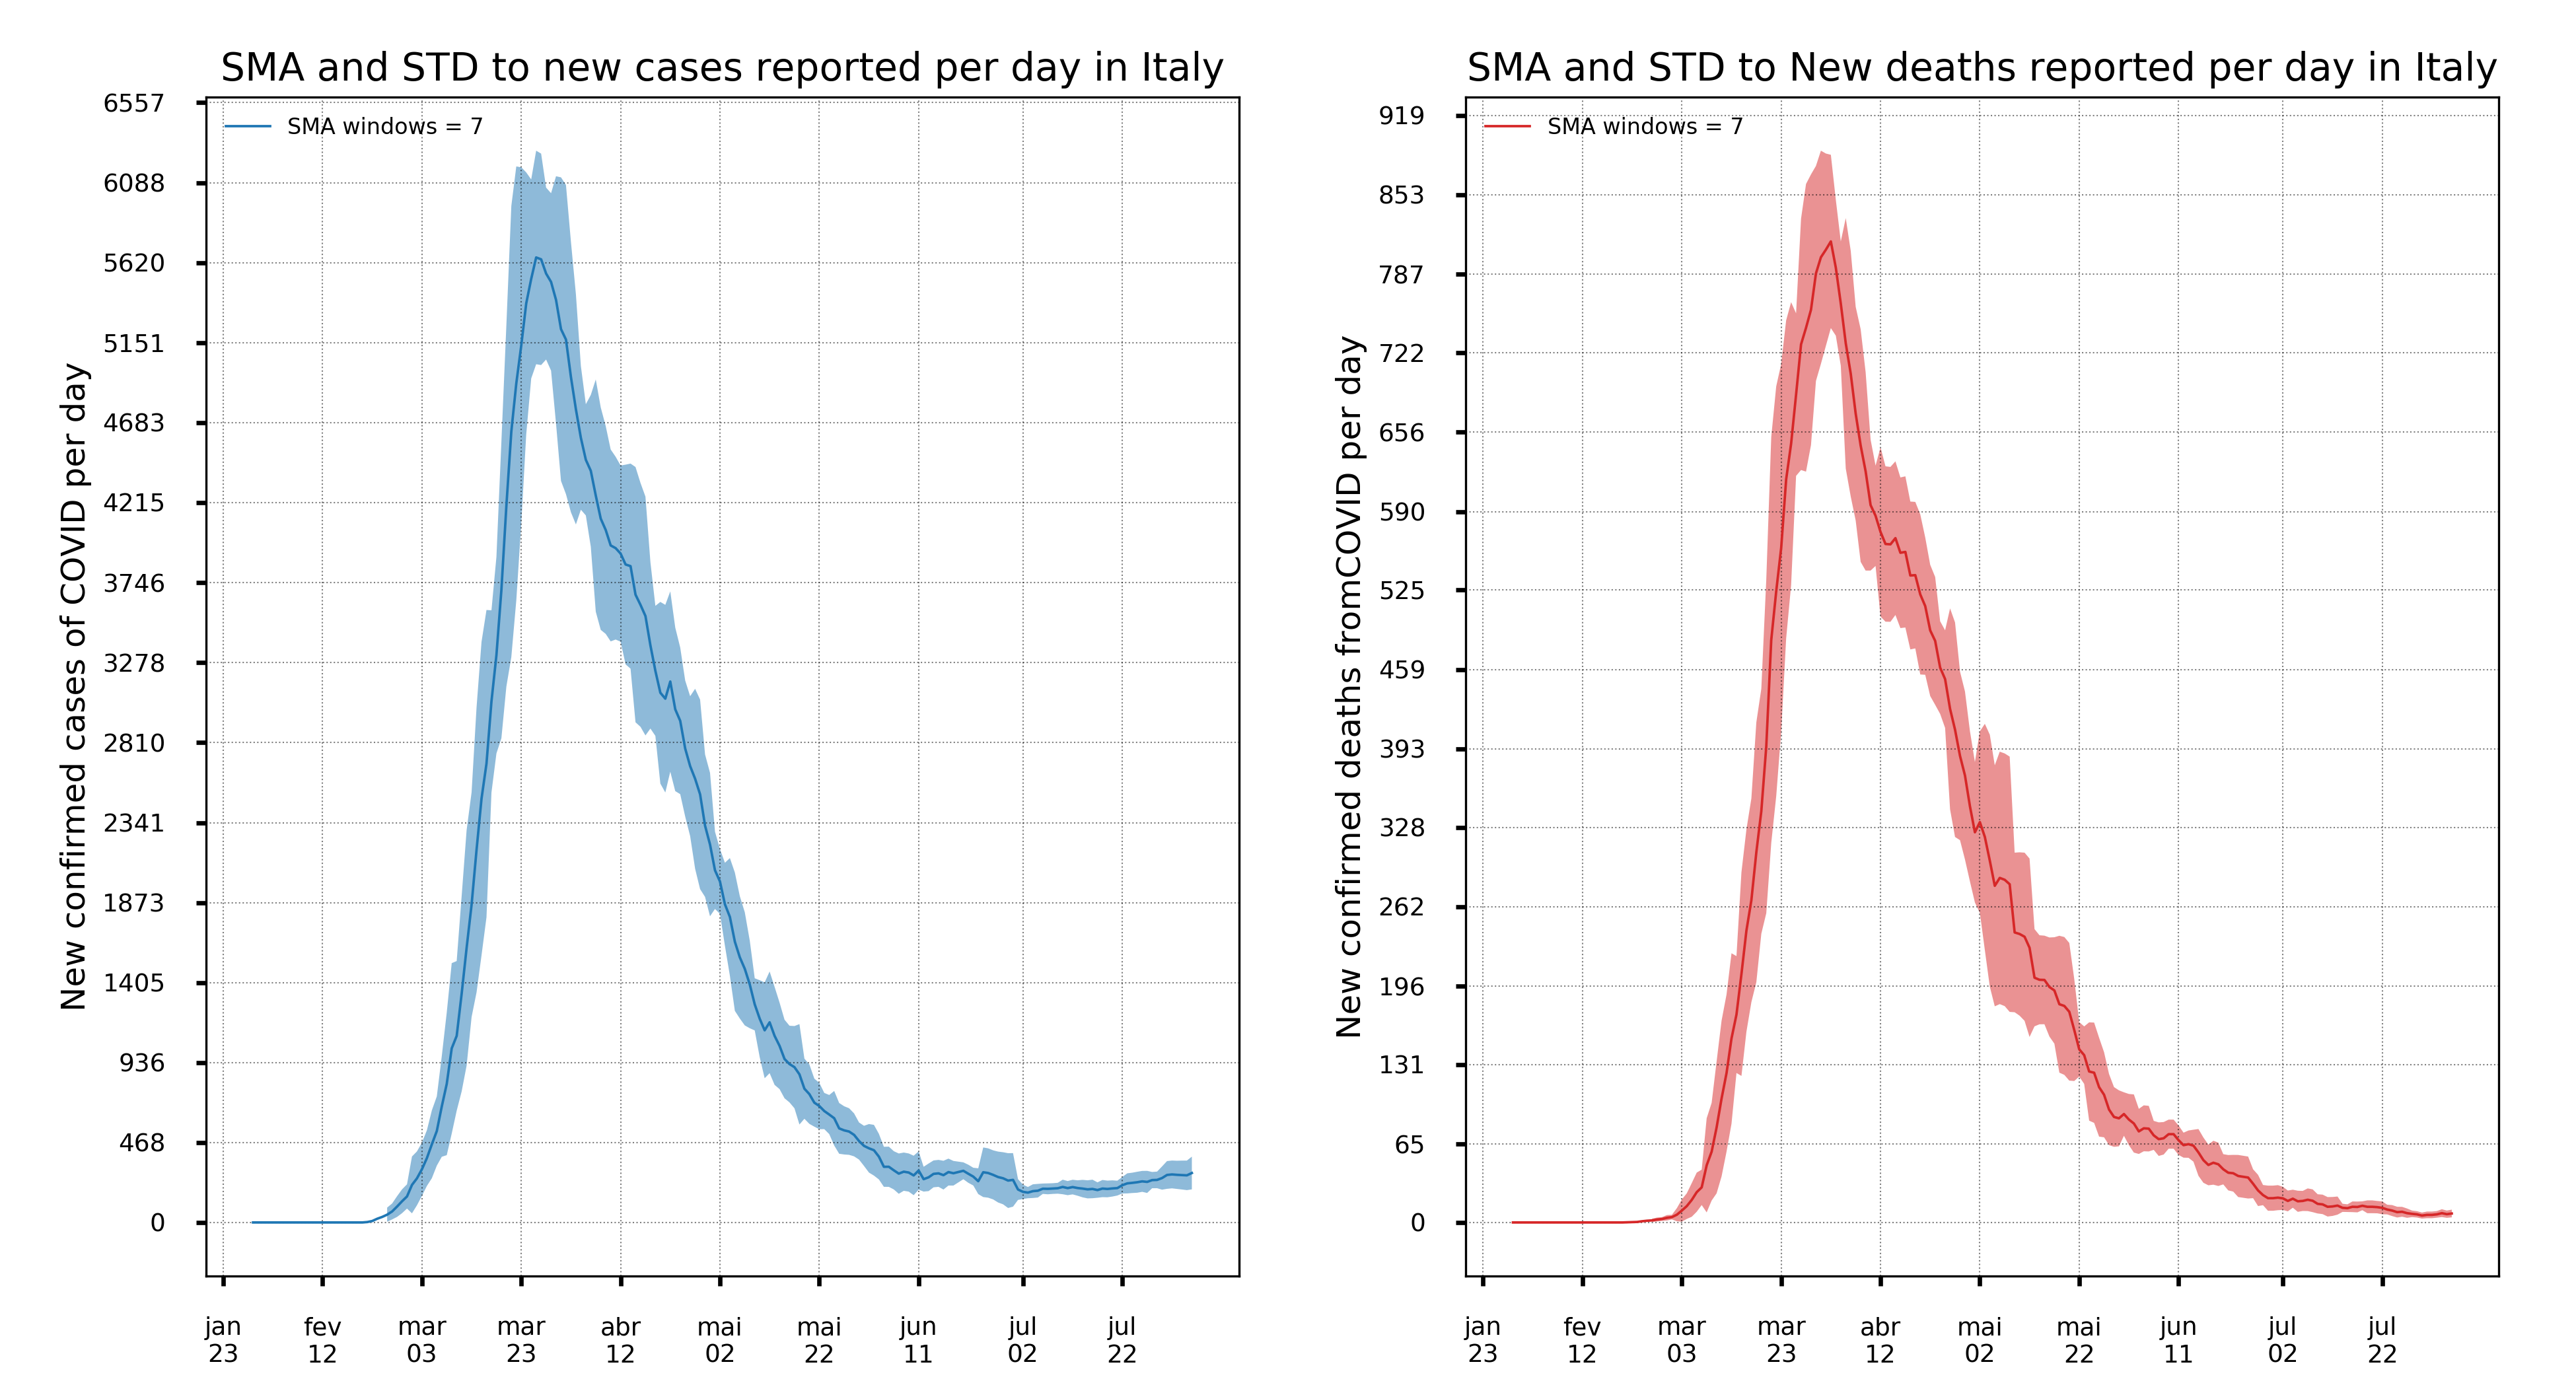 SMA and STD to new cases reported per day in Italy
SMA windows = 7
New confirmed cases of COVID per day
6557
6088
5620
5151
4683
4215
3746
3278
2810
2341
1873
1405
936
468
0
jan 23
fev 12
mar 03
mar 23
abr 12
mai 02
mai 22
jun 11
jul 02
jul 22
SMA and STD to New deaths reported per day in Italy
SMA windows = 7
New confirmed deaths fromCOVID per day
919
853
787
722
656
590
525
459
393
328
262
196
131
65
0
jan 23
fev 12
mar 03
mar 23
abr 12
mai 02
mai 22
jun 11
jul 02
jul 22